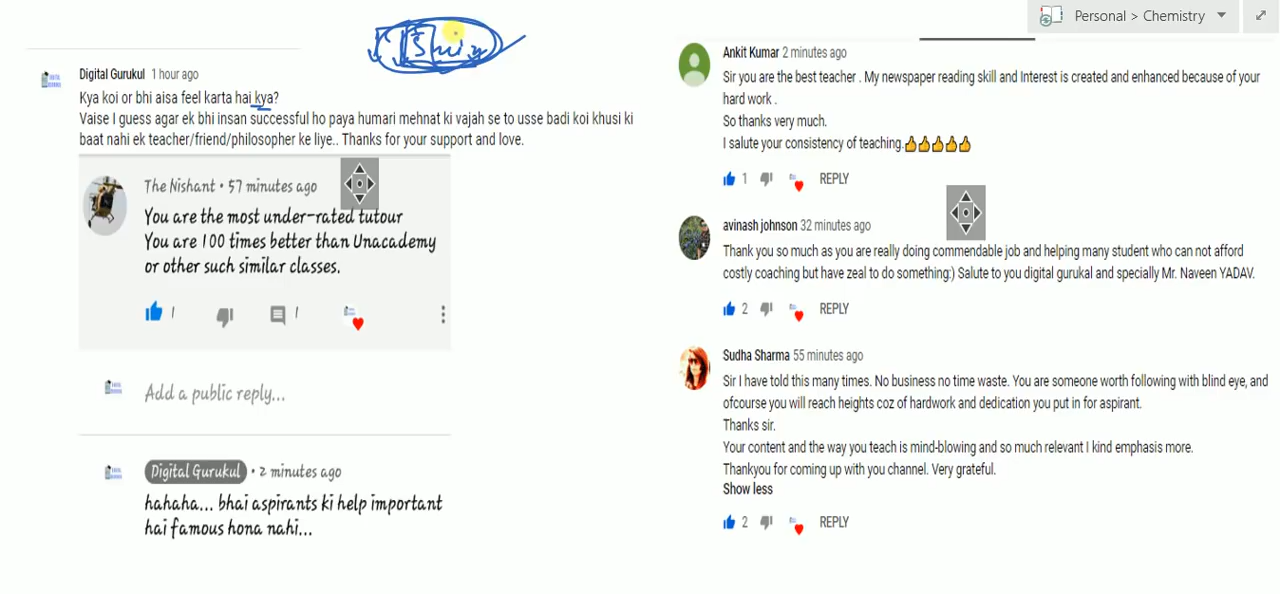 Personal > Chemistry
Digital Gurukul 1 hour ago
Kya koi or bhi aisa feel karta hai kya?
Vaise I guess agar ek bhi insan successful ho paya humari mehnat ki vajah se to usse badi koi khusi ki
baat nahi ek teacher/friend/philosopher ke liye.. Thanks for your support and love.
The Nishant • 57 minutes ago
You are the most under-rated tutour
You are 100 times better than Unacademy
or other such similar classes.
1 1
Add a public reply...
Digital Gurukul • 2 minutes ago
hahaha... bhai aspirants ki help important
hai famous hona nahi...
Ankit Kumar 2 minutes ago
Sir you are the best teacher . My newspaper reading skill and Interest is created and enhanced because of your
hard work .
So thanks very much.
I salute your consistency of teaching.👍👍👍👍👍
1 REPLY
avinash johnson 32 minutes ago
Thank you so much as you are really doing commendable job and helping many student who can not afford
costly coaching but have zeal to do something:) Salute to you digital gurukal and specially Mr. Naveen YADAV.
2 REPLY
Sudha Sharma 55 minutes ago
Sir I have told this many times. No business no time waste. You are someone worth following with blind eye, and
ofcourse you will reach heights coz of hardwork and dedication you put in for aspirant.
Thanks sir.
Your content and the way you teach is mind-blowing and so much relevant I kind emphasis more.
Thankyou for coming up with you channel. Very grateful.
Show less
2 REPLY